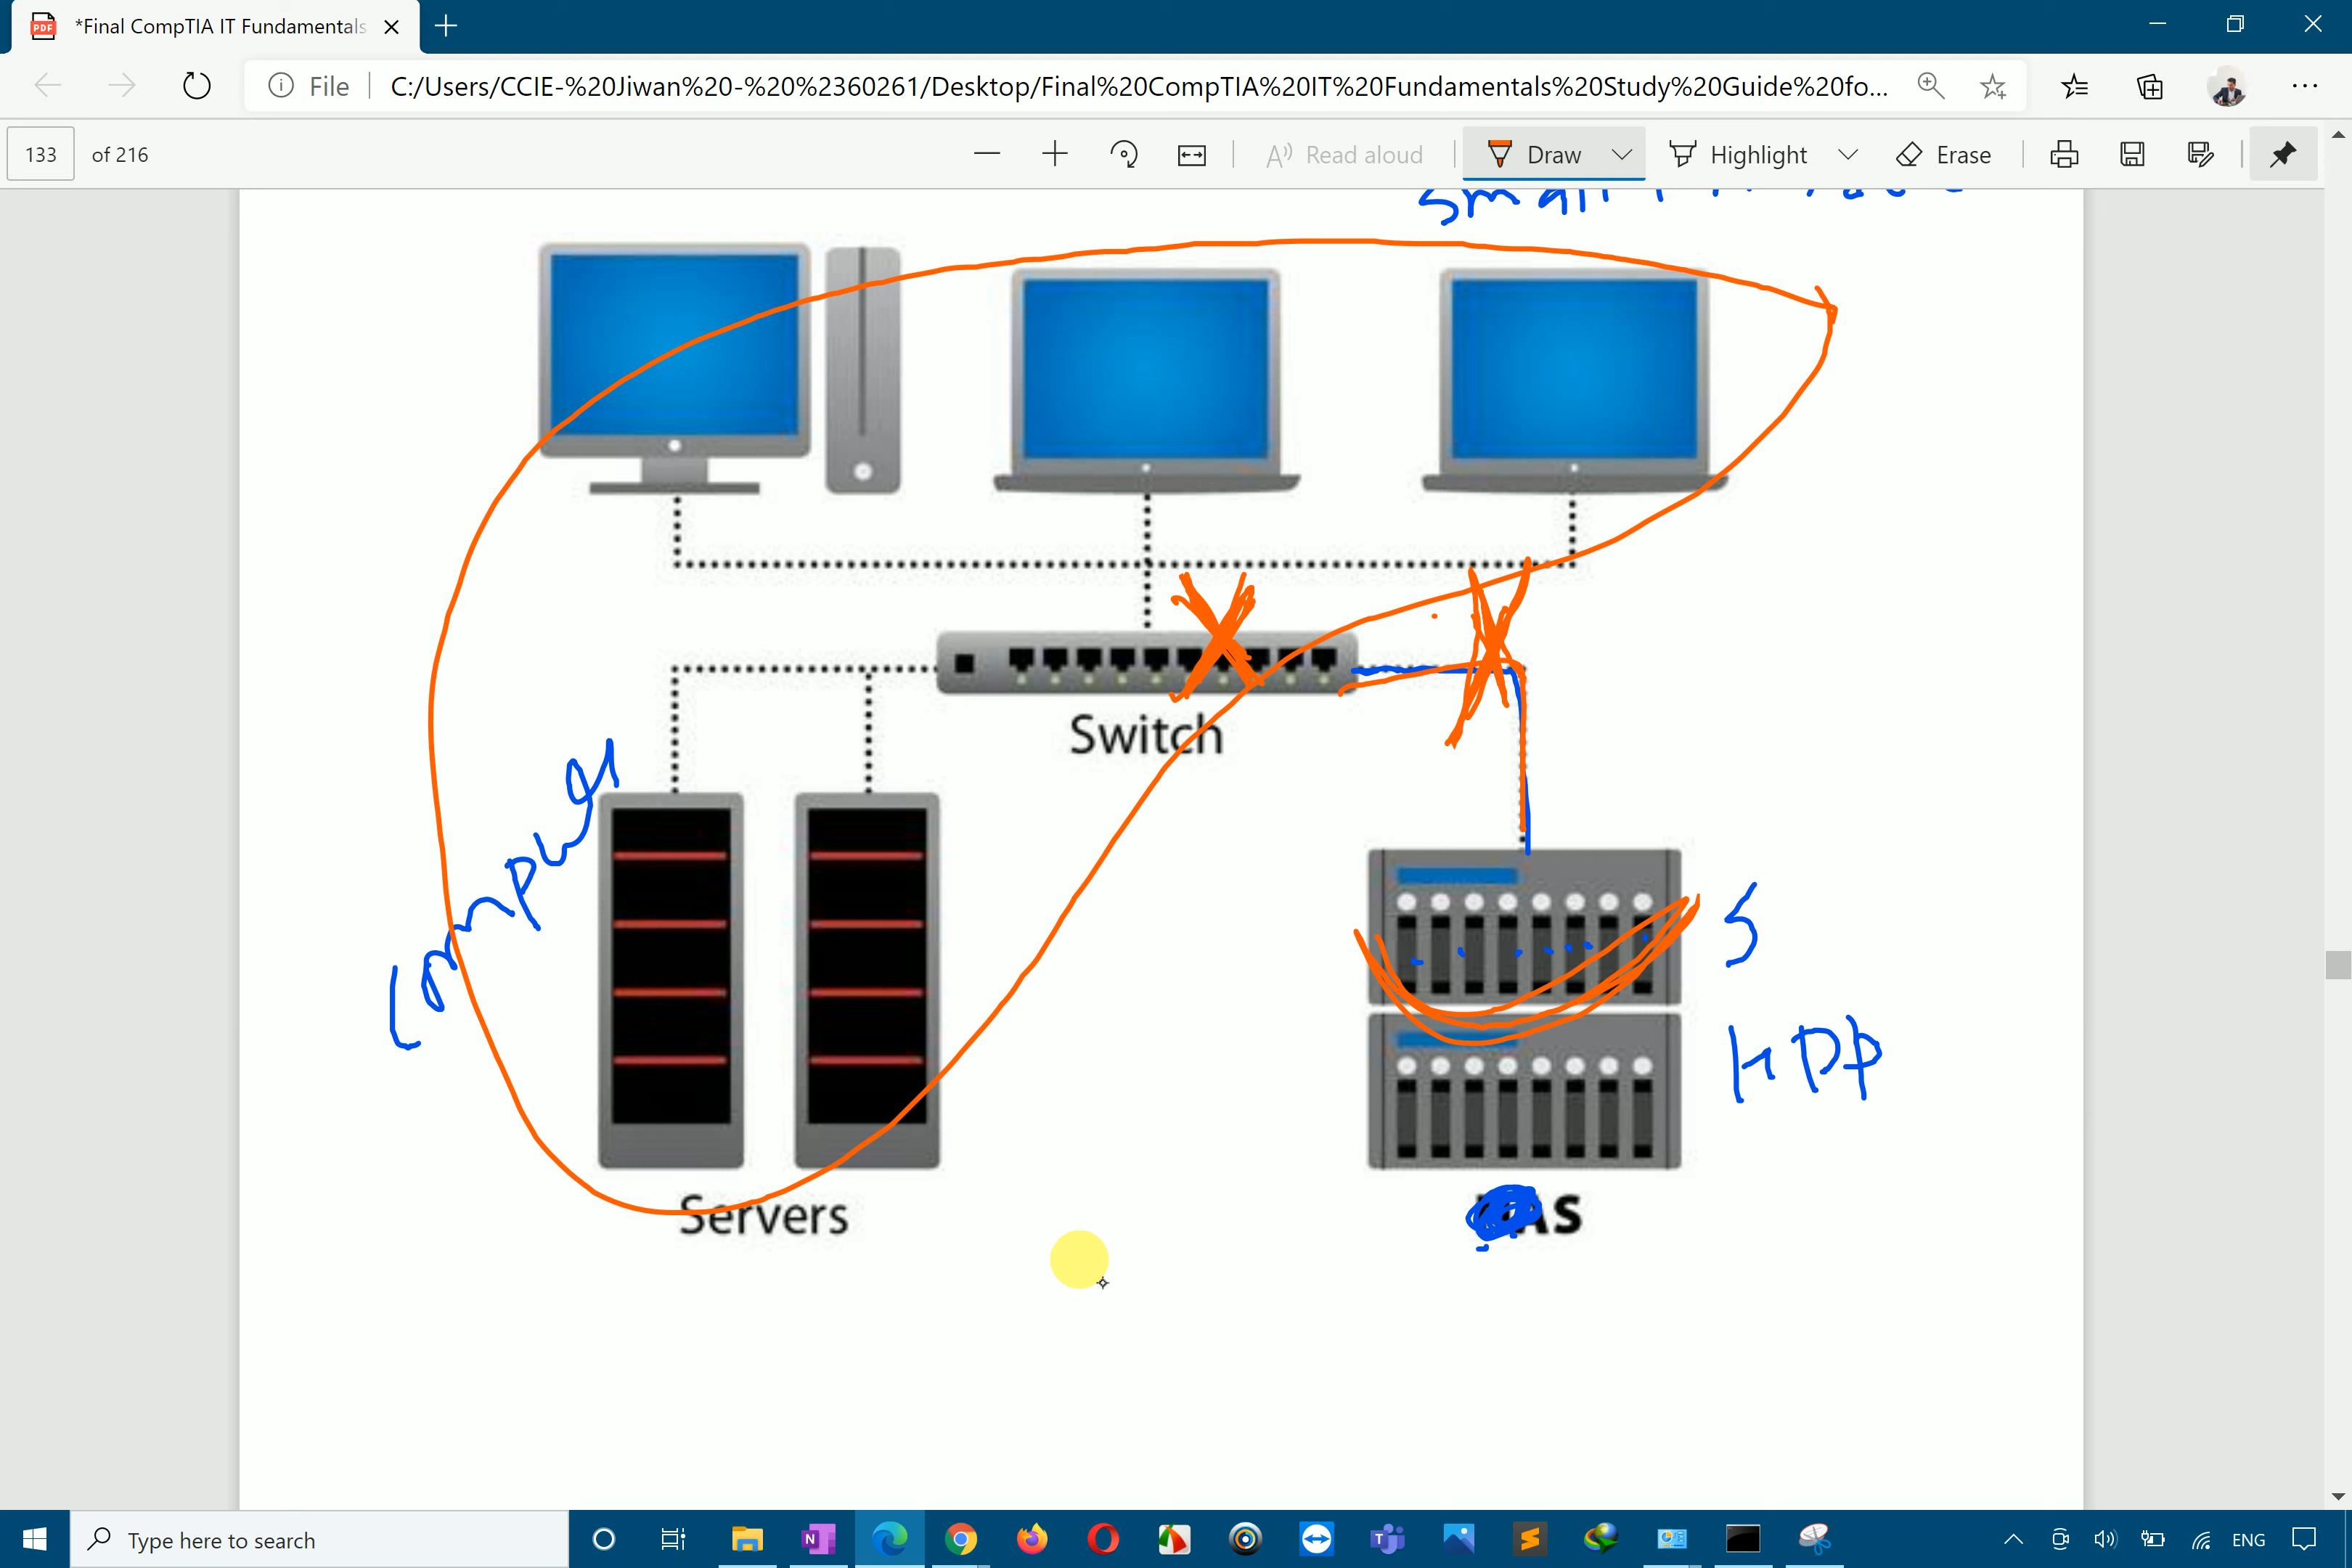 *Final CompTIA IT Fundamentals
File
C:/Users/CCIE-%20Jiwan%20-%20%2360261/Desktop/Final%20CompTIA%20IT%20Fundamentals%20Study%20Guide%20fo...
133 of 216
Read aloud
Draw
Highlight
Erase
small
Switch
S
HDD
Servers
AS
Type here to search
ENG